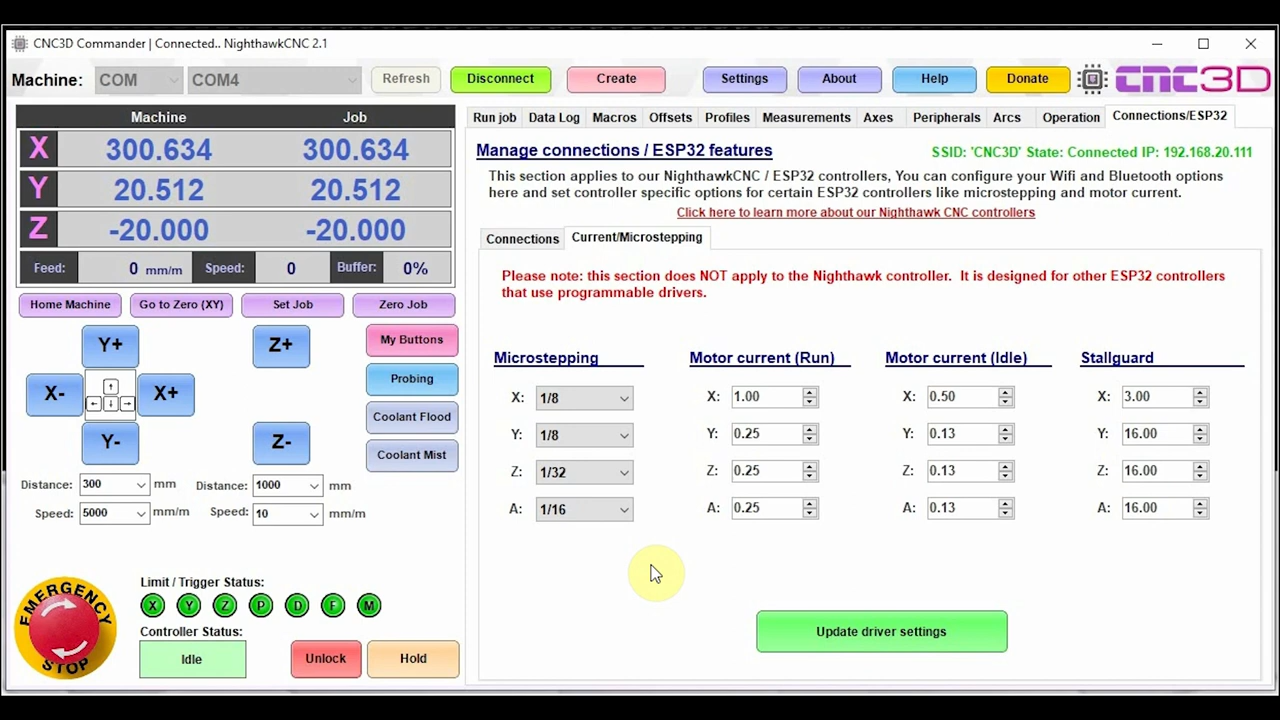 CNC3D Commander | Connected.. NighthawkCNC 2.1
Machine: COM COM4 Refresh Disconnect Create Settings About Help Donate CNC3D
Machine Job
X 300.634 300.634
Y 20.512 20.512
Z -20.000 -20.000
Feed: 0 mm/m Speed: 0 Buffer: 0%
Home Machine Go to Zero (XY) Set Job Zero Job
Y+ Z+ My Buttons
X- X+ Probing
Coolant Flood
Y- Z- Coolant Mist
Distance: 300 mm Distance: 1000 mm
Speed: 5000 mm/m Speed: 10 mm/m
EMERGENCY STOP
Limit / Trigger Status:
X Y Z P D F M
Controller Status:
Idle Unlock Hold
Run job Data Log Macros Offsets Profiles Measurements Axes Peripherals Arcs Operation Connections/ESP32
Manage connections / ESP32 features SSID: 'CNC3D' State: Connected IP: 192.168.20.111
This section applies to our NighthawkCNC / ESP32 controllers, You can configure your Wifi and Bluetooth options
here and set controller specific options for certain ESP32 controllers like microstepping and motor current.
Click here to learn more about our Nighthawk CNC controllers
Connections Current/Microstepping
Please note: this section does NOT apply to the Nighthawk controller. It is designed for other ESP32 controllers
that use programmable drivers.
Microstepping Motor current (Run) Motor current (Idle) Stallguard
X: 1/8 X: 1.00 X: 0.50 X: 3.00
Y: 1/8 Y: 0.25 Y: 0.13 Y: 16.00
Z: 1/32 Z: 0.25 Z: 0.13 Z: 16.00
A: 1/16 A: 0.25 A: 0.13 A: 16.00
Update driver settings